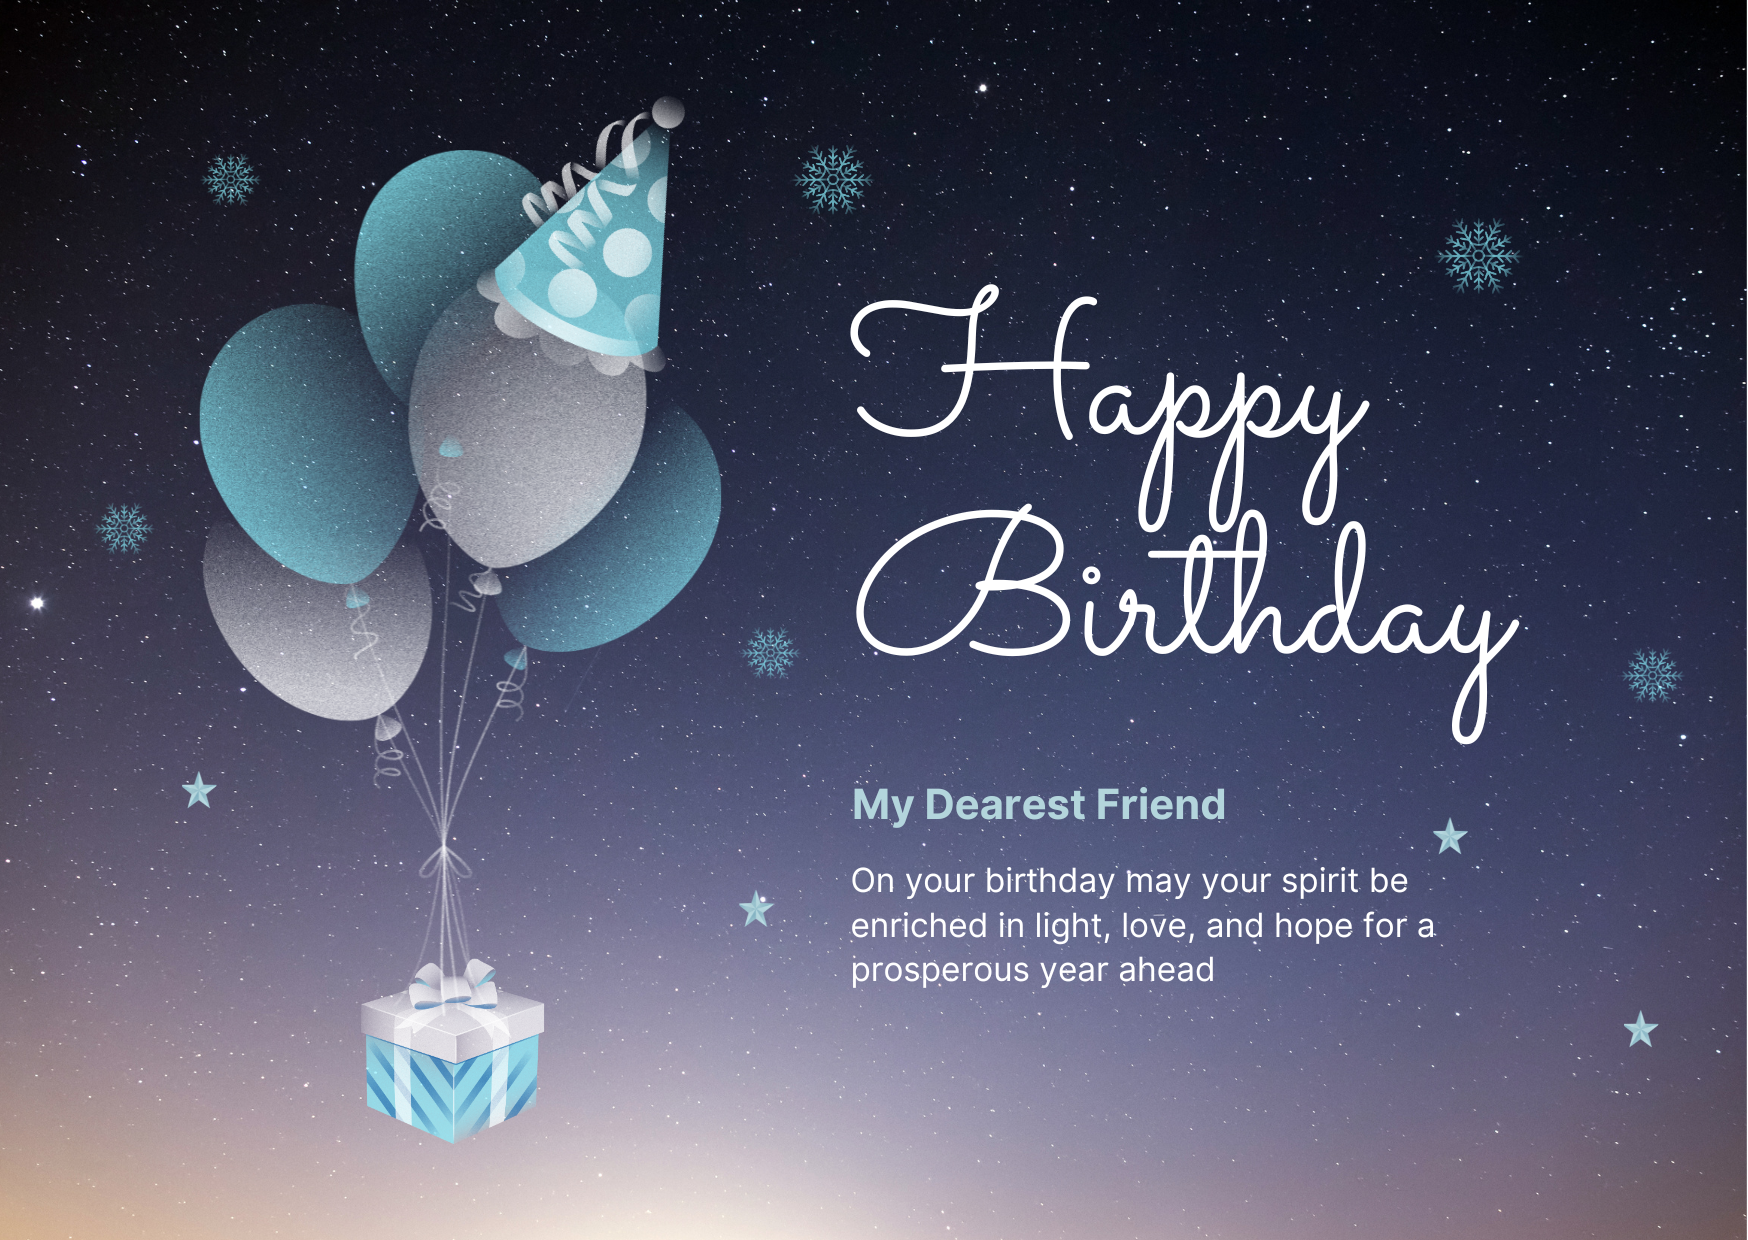 Happy
Birthday
My Dearest Friend
On your birthday may your spirit be
enriched in light, love, and hope for a
prosperous year ahead